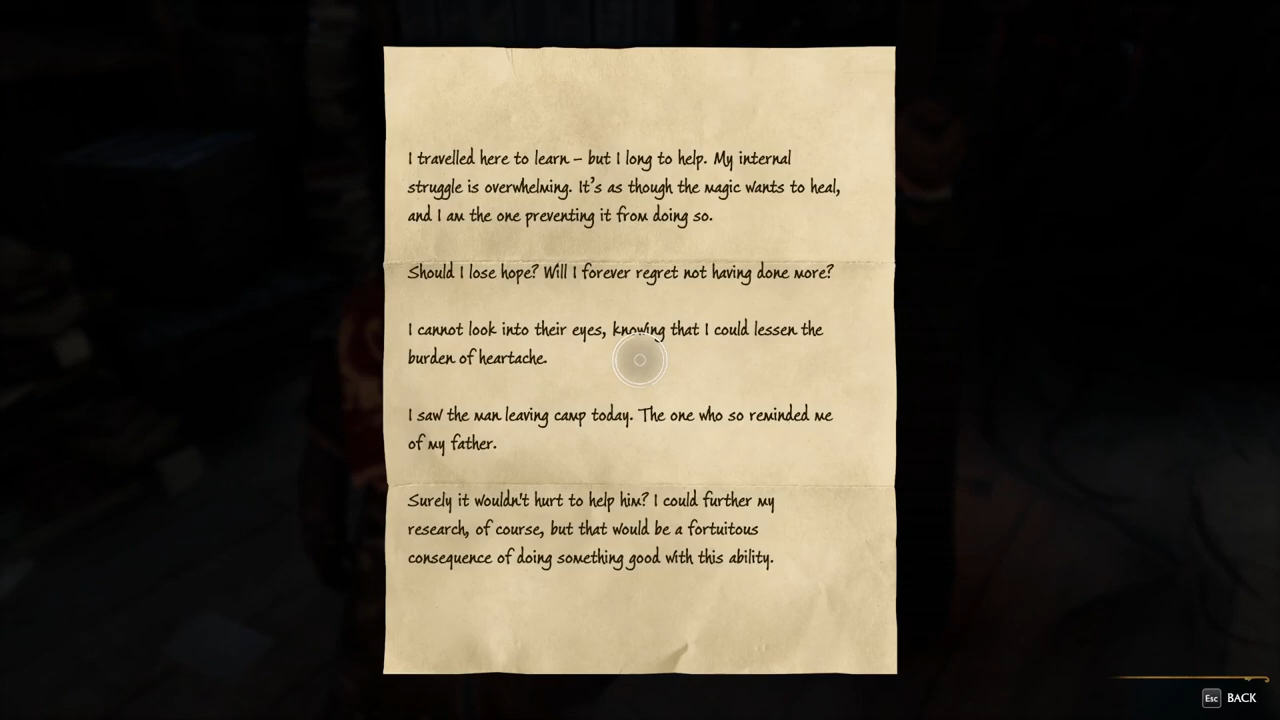 I travelled here to learn – but I long to help. My internal
struggle is overwhelming. It's as though the magic wants to heal,
and I am the one preventing it from doing so.
Should I lose hope? Will I forever regret not having done more?
I cannot look into their eyes, knowing that I could lessen the
burden of heartache.
I saw the man leaving camp today. The one who so reminded me
of my father.
Surely it wouldn't hurt to help him? I could further my
research, of course, but that would be a fortuitous
consequence of doing something good with this ability.
Esc BACK